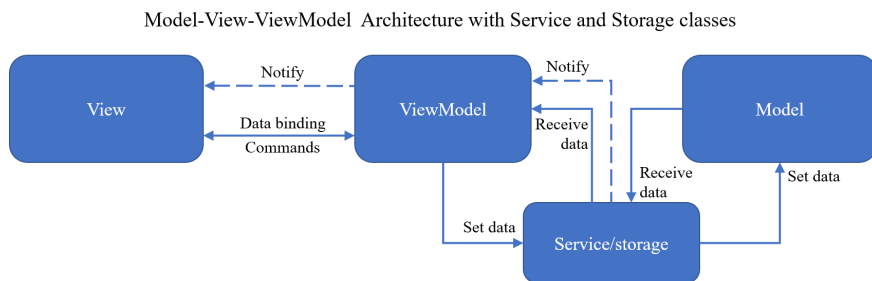 Model-View-ViewModel Architecture with Service and Storage classes
Notify
Notify
View
ViewModel
Model
Data binding
Commands
Receive
data
Receive
data
Set data
Set data
Service/storage